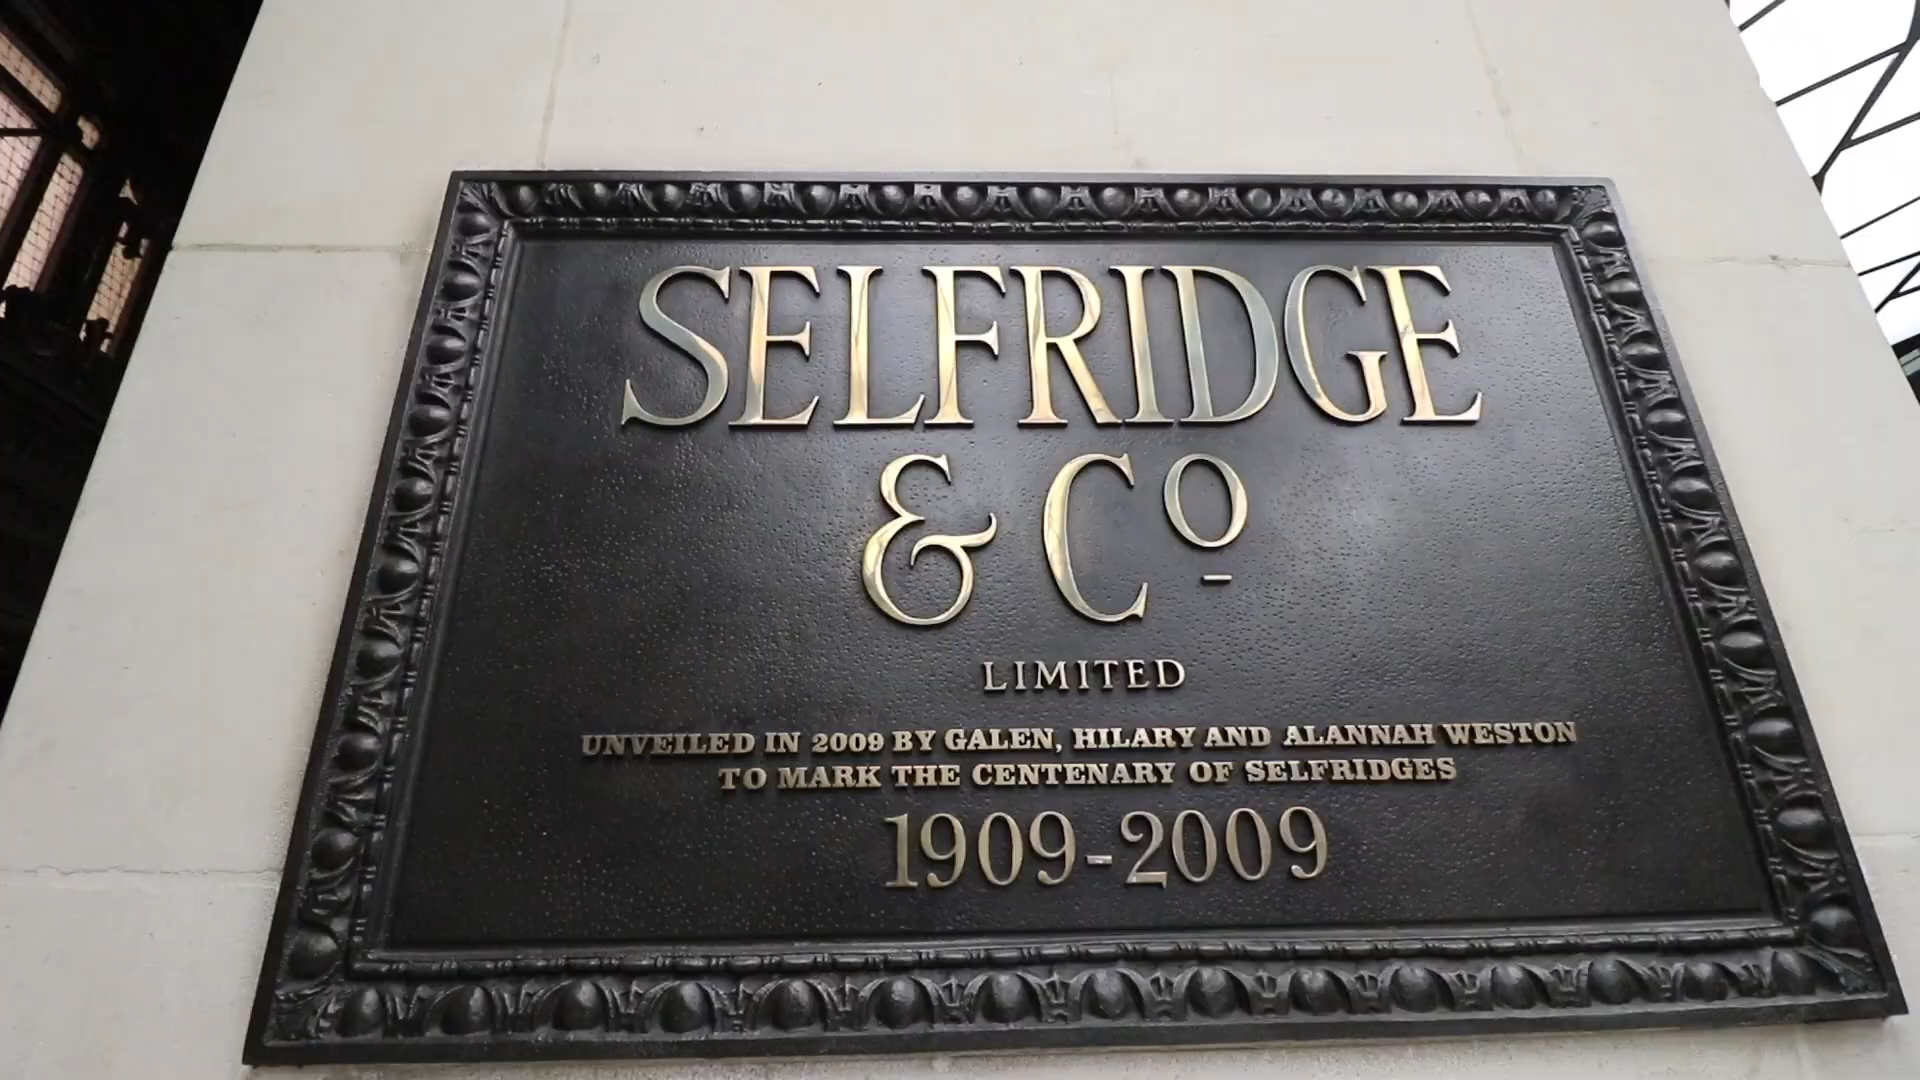 SELFRIDGE
& Cº
LIMITED
UNVEILED IN 2009 BY GALEN, HILARY AND ALANNAH WESTON
TO MARK THE CENTENARY OF SELFRIDGES
1909-2009